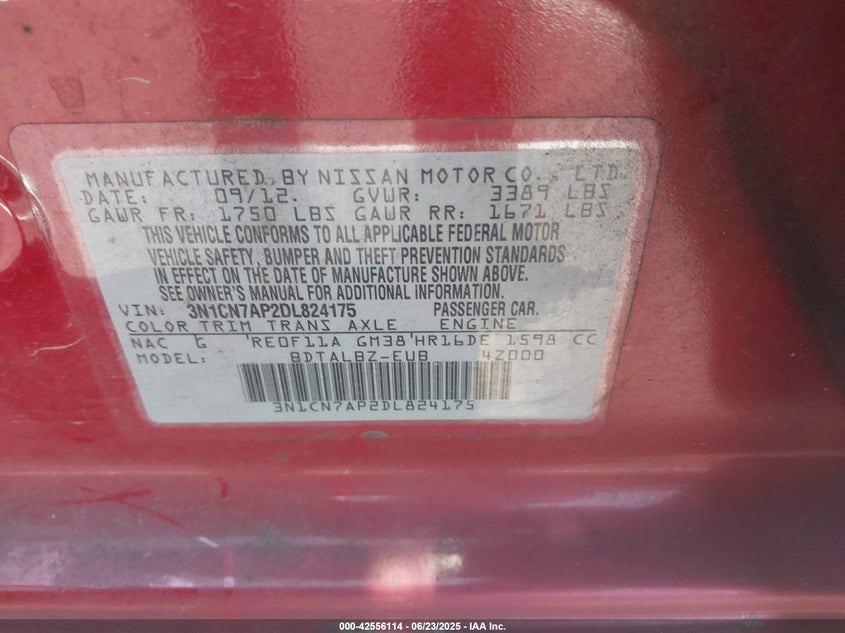 MANUFACTURED BY NISSAN MOTOR CO., LTD.
DATE: 09/12. GVWR: 3389 LBS
GAWR FR: 1750 LBS GAWR RR: 1671 LBS
THIS VEHICLE CONFORMS TO ALL APPLICABLE FEDERAL MOTOR
VEHICLE SAFETY, BUMPER AND THEFT PREVENTION STANDARDS
IN EFFECT ON THE DATE OF MANUFACTURE SHOWN ABOVE.
SEE OWNER'S MANUAL FOR ADDITIONAL INFORMATION.
VIN: 3N1CN7AP2DL824175 PASSENGER CAR.
COLOR TRIM TRANS AXLE ENGINE
NAC G RE0F11A GM38 HR16DE 1598 CC
MODEL: BDTALBZ-EUB 4Z000
3N1CN7AP2DL824175
000-42556114 - 06/23/2025 - IAA Inc.